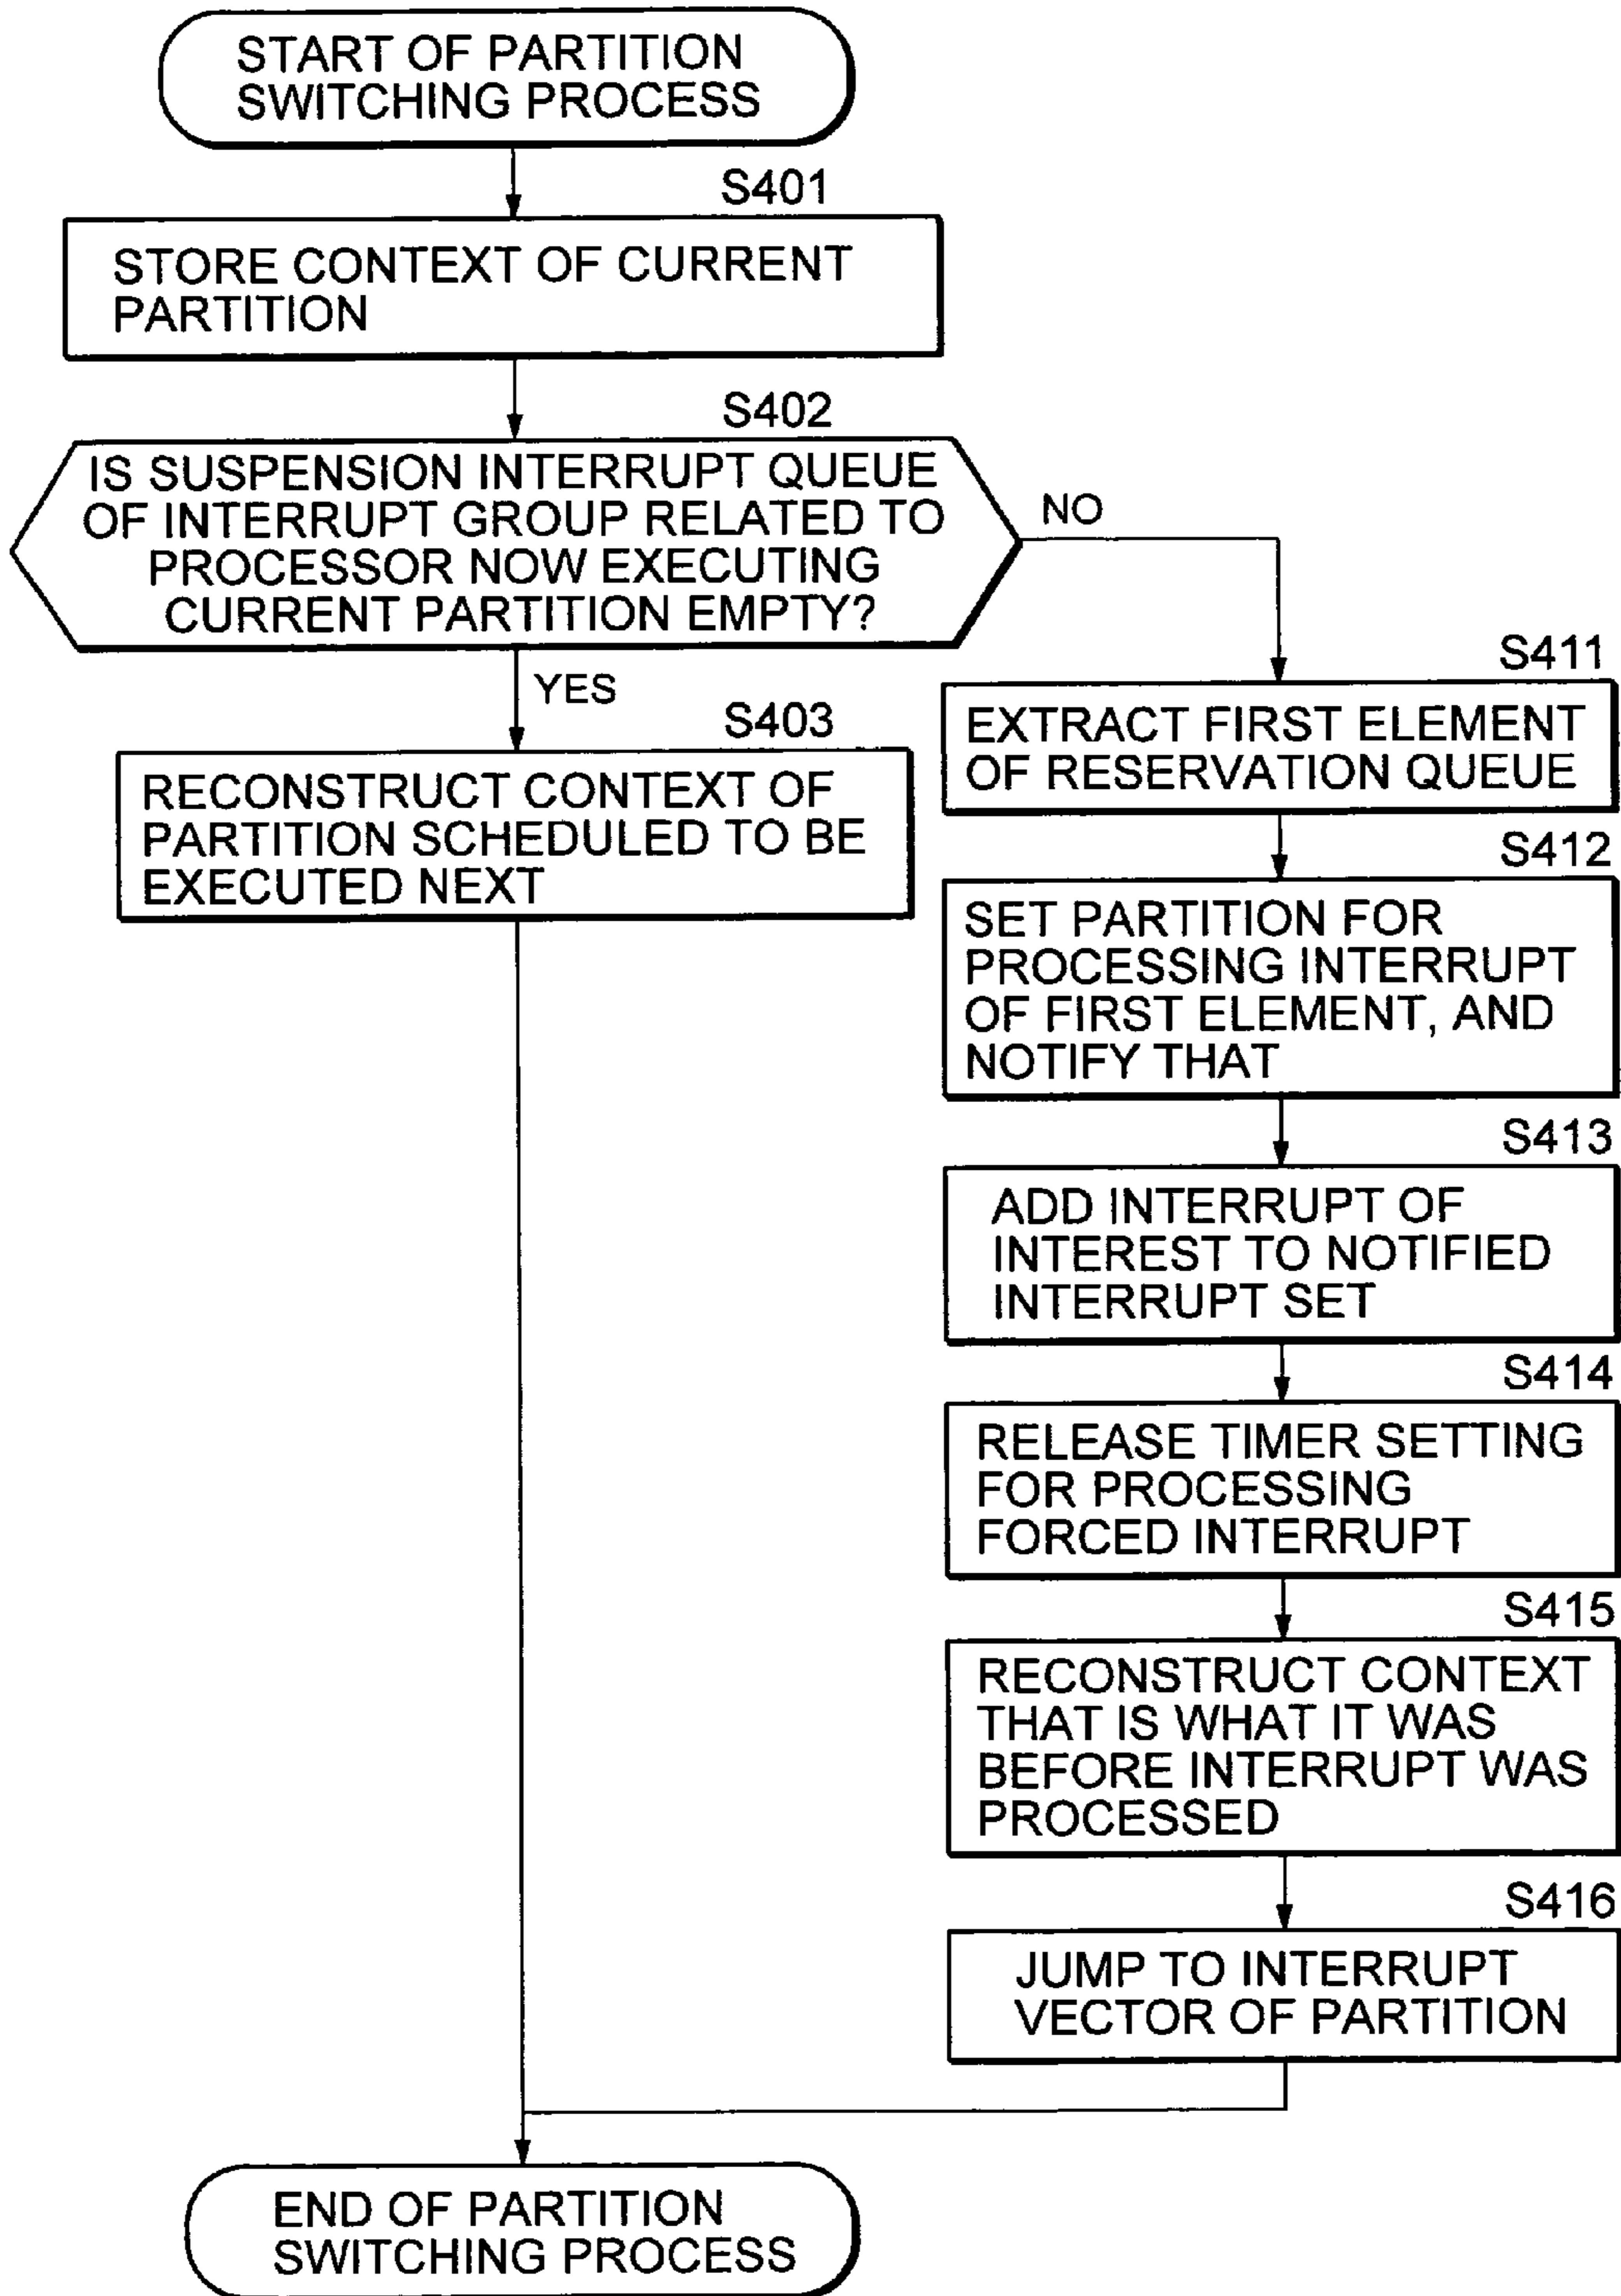 START OF PARTITION
SWITCHING PROCESS
S401
STORE CONTEXT OF CURRENT
PARTITION
S402
IS SUSPENSION INTERRUPT QUEUE
OF INTERRUPT GROUP RELATED TO
PROCESSOR NOW EXECUTING
CURRENT PARTITION EMPTY?
NO
YES
S403
RECONSTRUCT CONTEXT OF
PARTITION SCHEDULED TO BE
EXECUTED NEXT
S411
EXTRACT FIRST ELEMENT
OF RESERVATION QUEUE
S412
SET PARTITION FOR
PROCESSING INTERRUPT
OF FIRST ELEMENT, AND
NOTIFY THAT
S413
ADD INTERRUPT OF
INTEREST TO NOTIFIED
INTERRUPT SET
S414
RELEASE TIMER SETTING
FOR PROCESSING
FORCED INTERRUPT
S415
RECONSTRUCT CONTEXT
THAT IS WHAT IT WAS
BEFORE INTERRUPT WAS
PROCESSED
S416
JUMP TO INTERRUPT
VECTOR OF PARTITION
END OF PARTITION
SWITCHING PROCESS